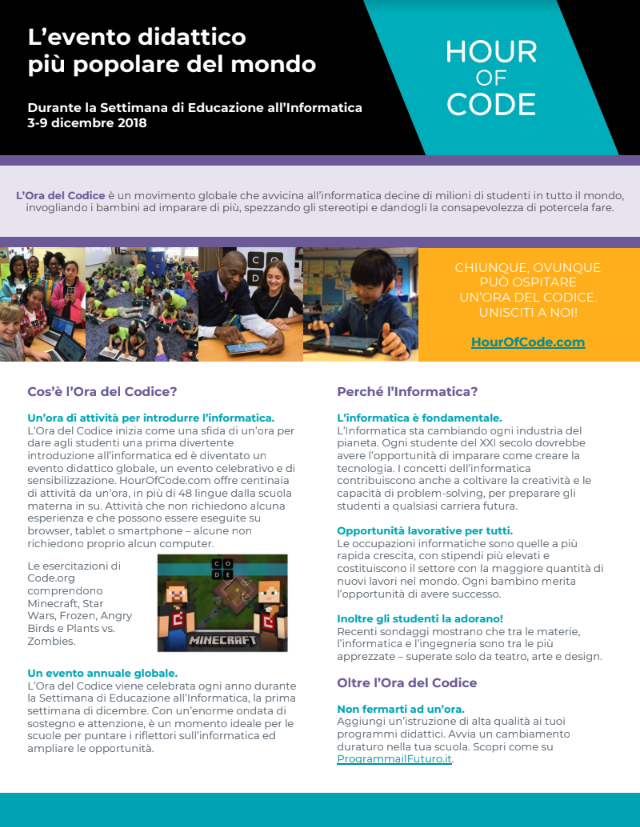 L'evento didattico
più popolare del mondo
Durante la Settimana di Educazione all'Informatica
3-9 dicembre 2018
HOUR
OF
CODE
L'Ora del Codice è un movimento globale che avvicina all'informatica decine di milioni di studenti in tutto il mondo,
invogliando i bambini ad imparare di più, spezzando gli stereotipi e dandogli la consapevolezza di potercela fare.
C O
D E
CHIUNQUE, OVUNQUE
PUÒ OSPITARE
UN'ORA DEL CODICE.
UNISCITI A NOI!
HourOfCode.com
Cos'è l'Ora del Codice?
Un'ora di attività per introdurre l'informatica.
L'Ora del Codice inizia come una sfida di un'ora per
dare agli studenti una prima divertente
introduzione all'informatica ed è diventato un
evento didattico globale, un evento celebrativo e di
sensibilizzazione. HourOfCode.com offre centinaia
di attività da un'ora, in più di 48 lingue dalla scuola
materna in su. Attività che non richiedono alcuna
esperienza e che possono essere eseguite su
browser, tablet o smartphone – alcune non
richiedono proprio alcun computer.
Le esercitazioni di
Code.org
comprendono
Minecraft, Star
Wars, Frozen, Angry
Birds e Plants vs.
Zombies.
C O
D E
MINECRAFT
Un evento annuale globale.
L'Ora del Codice viene celebrata ogni anno durante
la Settimana di Educazione all'Informatica, la prima
settimana di dicembre. Con un'enorme ondata di
sostegno e attenzione, è un momento ideale per le
scuole per puntare i riflettori sull'informatica ed
ampliare le opportunità.
Perché l'Informatica?
L'informatica è fondamentale.
L'Informatica sta cambiando ogni industria del
pianeta. Ogni studente del XXI secolo dovrebbe
avere l'opportunità di imparare come creare la
tecnologia. I concetti dell'informatica
contribuiscono anche a coltivare la creatività e le
capacità di problem-solving, per preparare gli
studenti a qualsiasi carriera futura.
Opportunità lavorative per tutti.
Le occupazioni informatiche sono quelle a più
rapida crescita, con stipendi più elevati e
costituiscono il settore con la maggiore quantità di
nuovi lavori nel mondo. Ogni bambino merita
l'opportunità di avere successo.
Inoltre gli studenti la adorano!
Recenti sondaggi mostrano che tra le materie,
l'informatica e l'ingegneria sono tra le più
apprezzate – superate solo da teatro, arte e design.
Oltre l'Ora del Codice
Non fermarti ad un'ora.
Aggiungi un'istruzione di alta qualità ai tuoi
programmi didattici. Avvia un cambiamento
duraturo nella tua scuola. Scopri come su
ProgrammailFuturo.it.